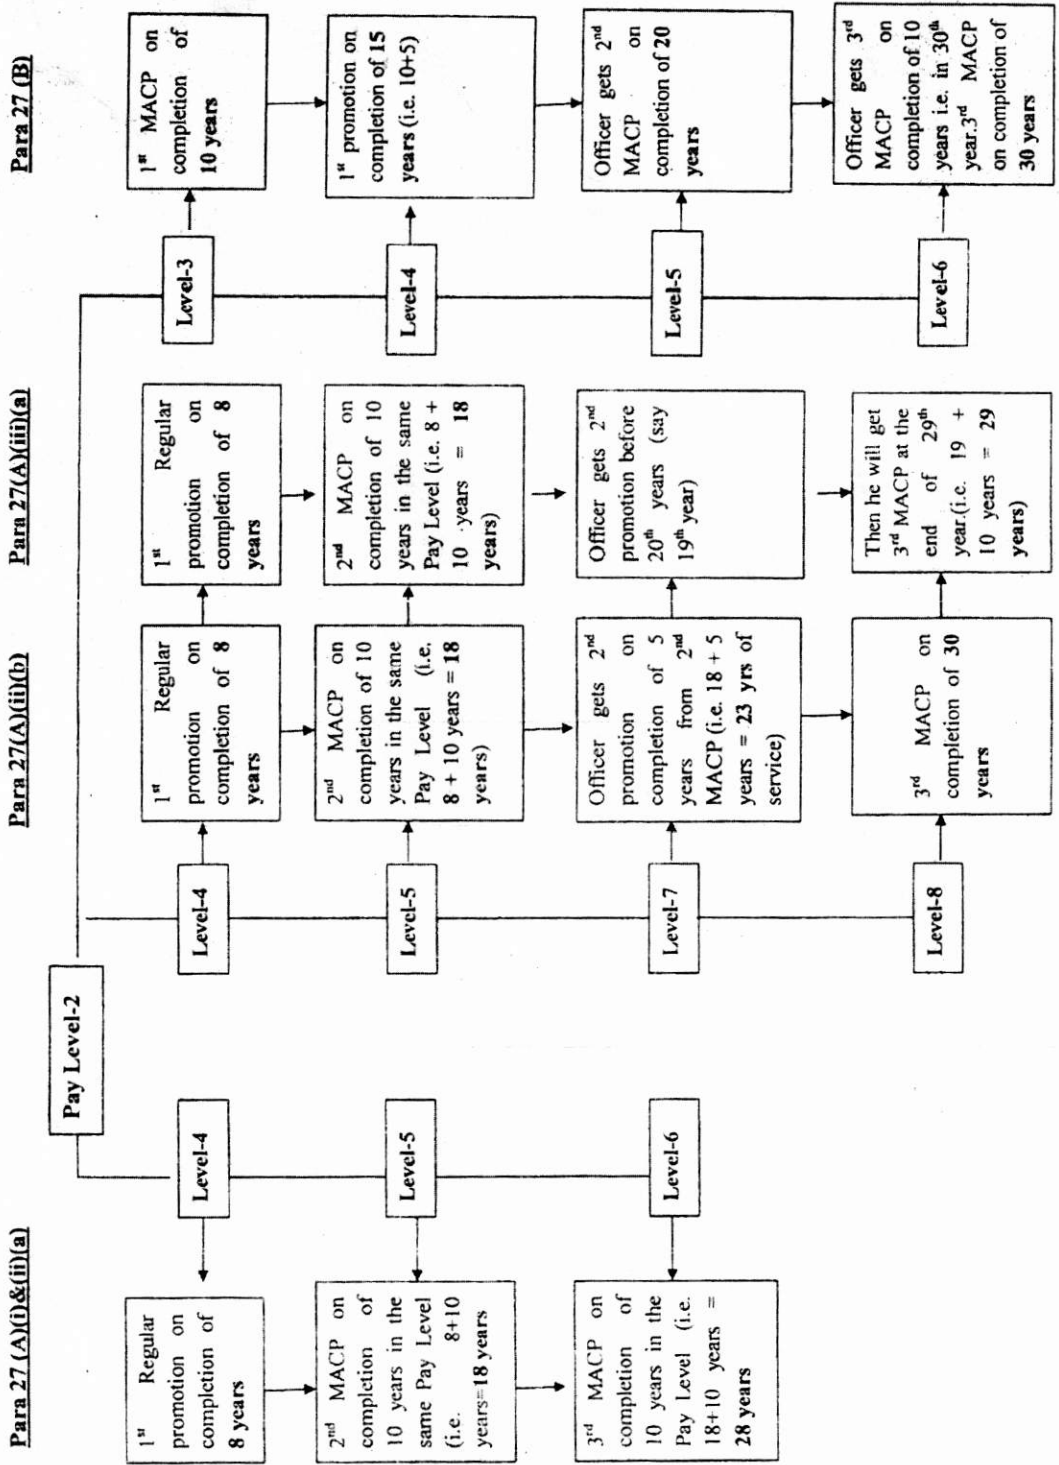 Para 27 (A)(i)&(ii)(a)
Para 27(A)(ii)(b)
Para 27(A)(iii)(a)
Para 27 (B)
Pay Level-2
1st Regular
promotion on
completion of
8 years
Level-4
2nd MACP on
completion of
10 years in the
same Pay Level
(i.e. 8+10
years=18 years
Level-5
3rd MACP on
completion of
10 years in the
Pay Level (i.e.
18+10 years =
28 years
Level-6
Level-4
1st Regular
promotion on
completion of 8
years
Level-5
2nd MACP on
completion of 10
years in the same
Pay Level (i.e.
8 + 10 years = 18
years)
Level-7
Officer gets 2nd
promotion on
completion of 5
years from 2nd
MACP (i.e. 18 + 5
years = 23 yrs of
service)
Level-8
3rd MACP on
completion of 30
years
1st Regular
promotion on
completion of 8
years
2nd MACP on
completion of 10
years in the same
Pay Level (i.e. 8 +
10 years = 18
years)
Officer gets 2nd
promotion before
20th years (say
19th year)
Then he will get
3rd MACP at the
end of 29th
year.(i.e. 19 +
10 years = 29
years)
Level-3
1st MACP on
completion of
10 years
Level-4
1st promotion on
completion of 15
years (i.e. 10+5)
Level-5
Officer gets 2nd
MACP on
completion of 20
years
Level-6
Officer gets 3rd
MACP on
completion of 10
years i.e. in 30th
year.3rd MACP
on completion of
30 years